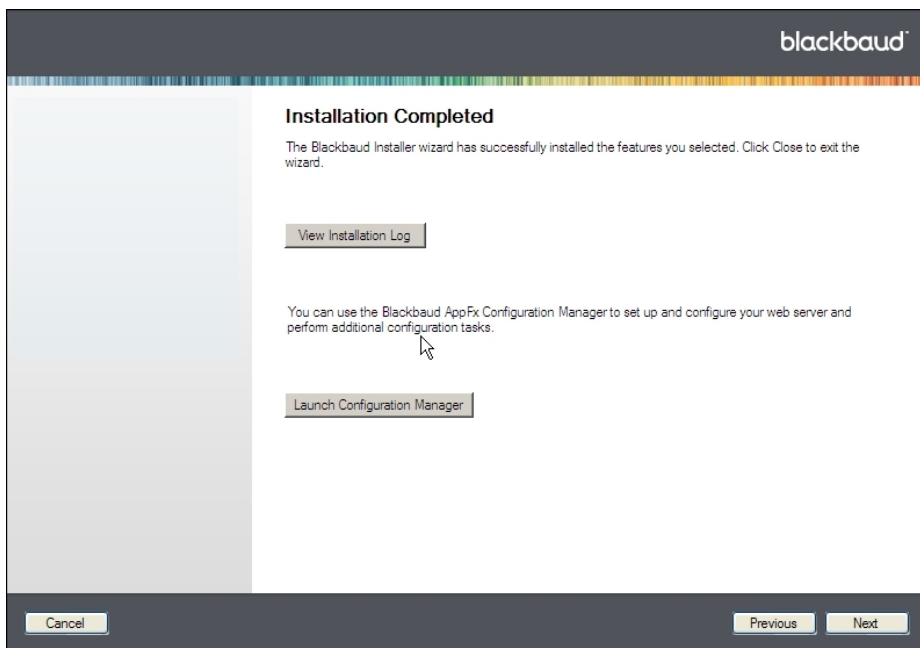 blackbaud
Installation Completed
The Blackbaud Installer wizard has successfully installed the features you selected. Click Close to exit the
wizard.
View Installation Log
You can use the Blackbaud AppFx Configuration Manager to set up and configure your web server and
perform additional configuration tasks.
Launch Configuration Manager
Cancel
Previous
Next